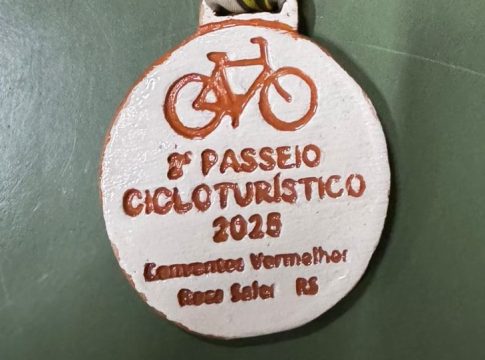 2º PASSEIO
CICLOTURÍSTICO
2025
Conventos Vermelhos
Roca Sales RS